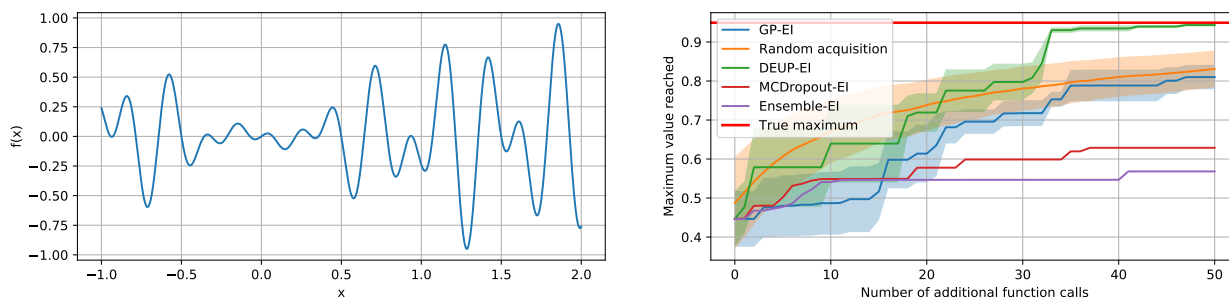 1.00
0.75
0.50
0.25
0.00
−0.25
−0.50
−0.75
−1.00
f(x)
−1.0 −0.5 0.0 0.5 1.0 1.5 2.0
x
0.9
0.8
0.7
0.6
0.5
0.4
Maximum value reached
GP-EI
Random acquisition
DEUP-EI
MCDropout-EI
Ensemble-EI
True maximum
0 10 20 30 40 50
Number of additional function calls